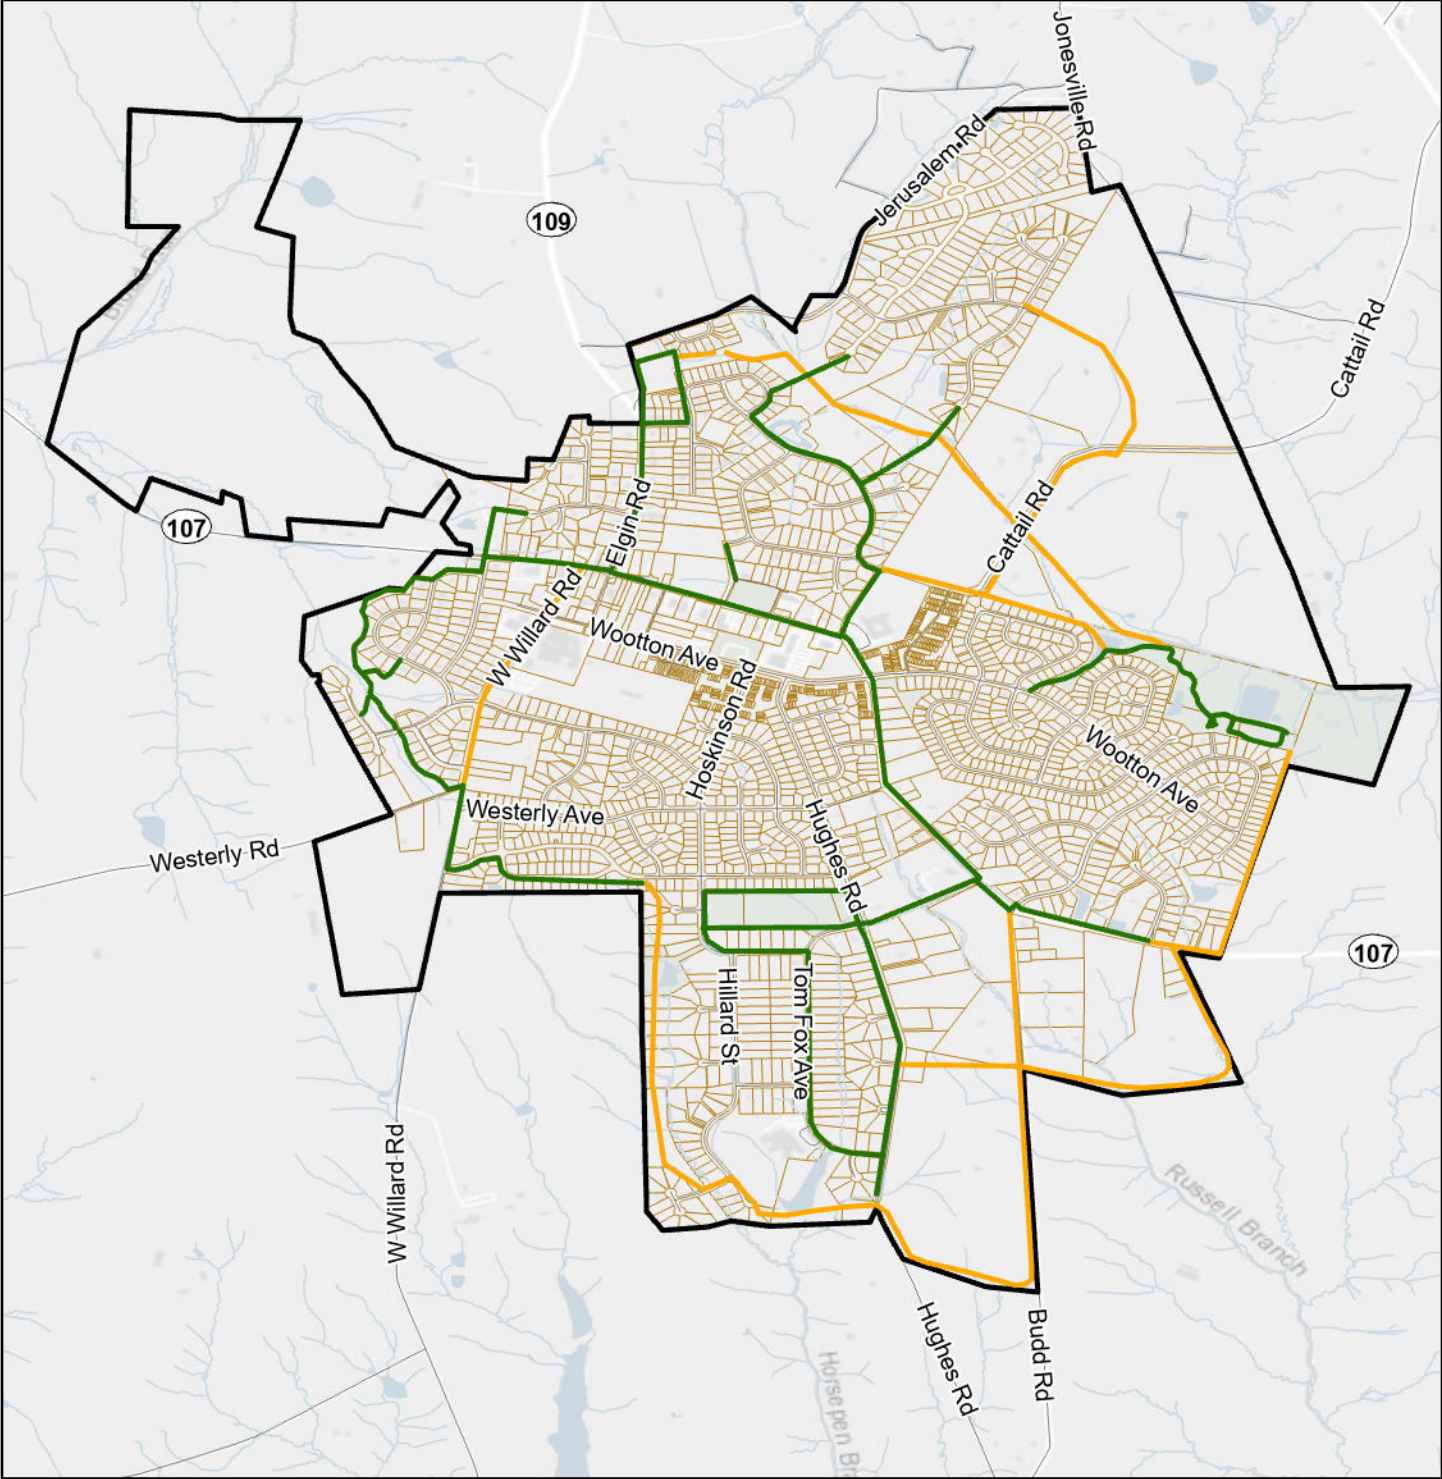 Jonesville Rd
Jerusalem Rd
109
Cattail Rd
107
Elgin Rd
Cattail Rd
W Willard Rd
Wootton Ave
Hoskinson Rd
Wootton Ave
Westerly Ave
Hughes Rd
Westerly Rd
107
Hillard St
Tom Fox Ave
W Willard Rd
Russell Branch
Hughes Rd
Budd Rd
Horsepen Br